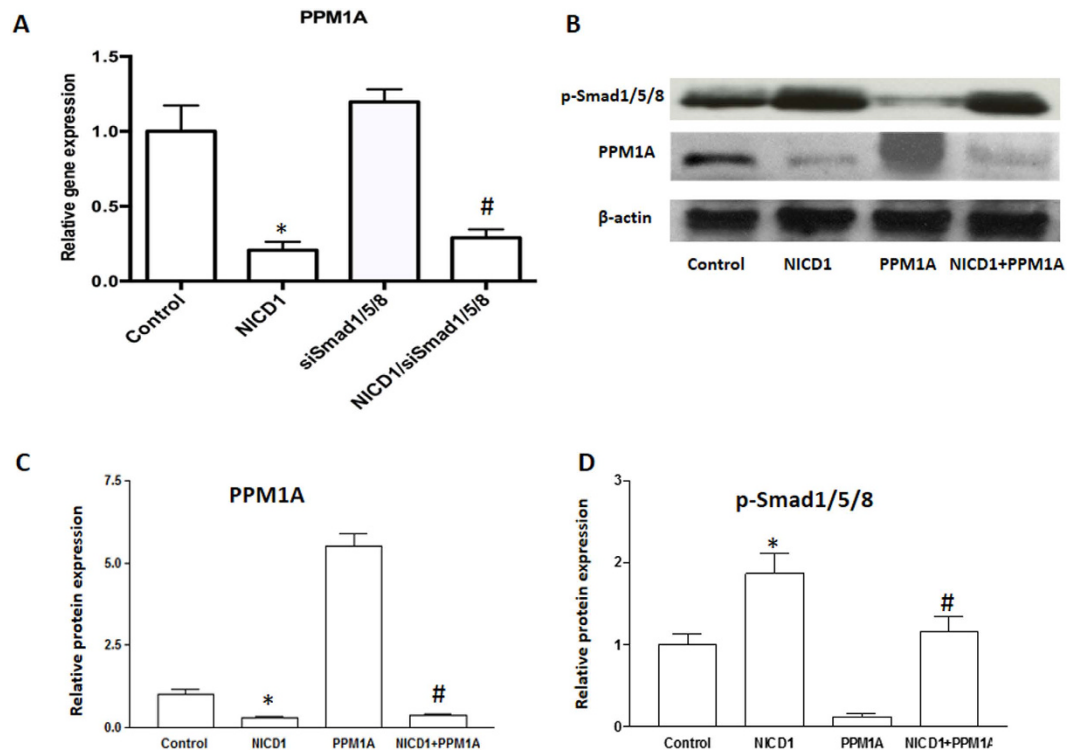 A
PPM1A
Relative gene expression
1.5
1.0
0.5
0.0
*
#
Control
NICD1
siSmad1/5/8
NICD1/siSmad1/5/8
B
p-Smad1/5/8
PPM1A
β-actin
Control NICD1 PPM1A NICD1+PPM1A
C
PPM1A
Relative protein expression
7.5
5.0
2.5
0.0
*
#
Control NICD1 PPM1A NICD1+PPM1A
D
p-Smad1/5/8
Relative protein expression
3
2
1
0
*
#
Control NICD1 PPM1A NICD1+PPM1A